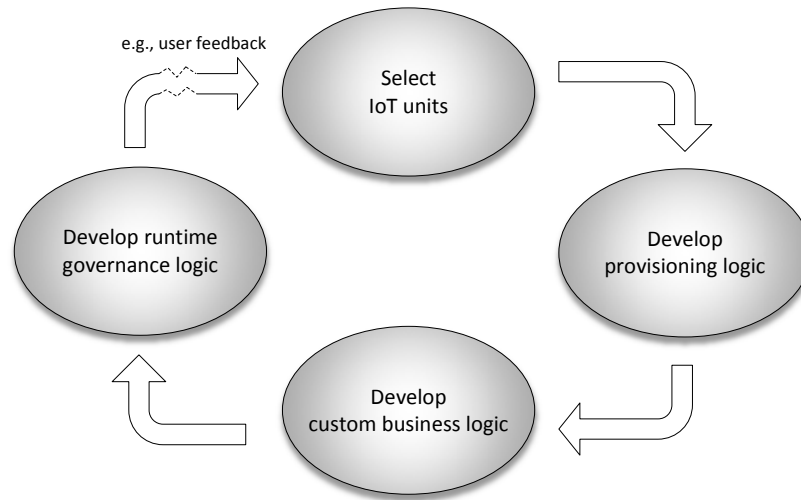 e.g., user feedback
Select
IoT units
Develop runtime
governance logic
Develop
provisioning logic
Develop
custom business logic